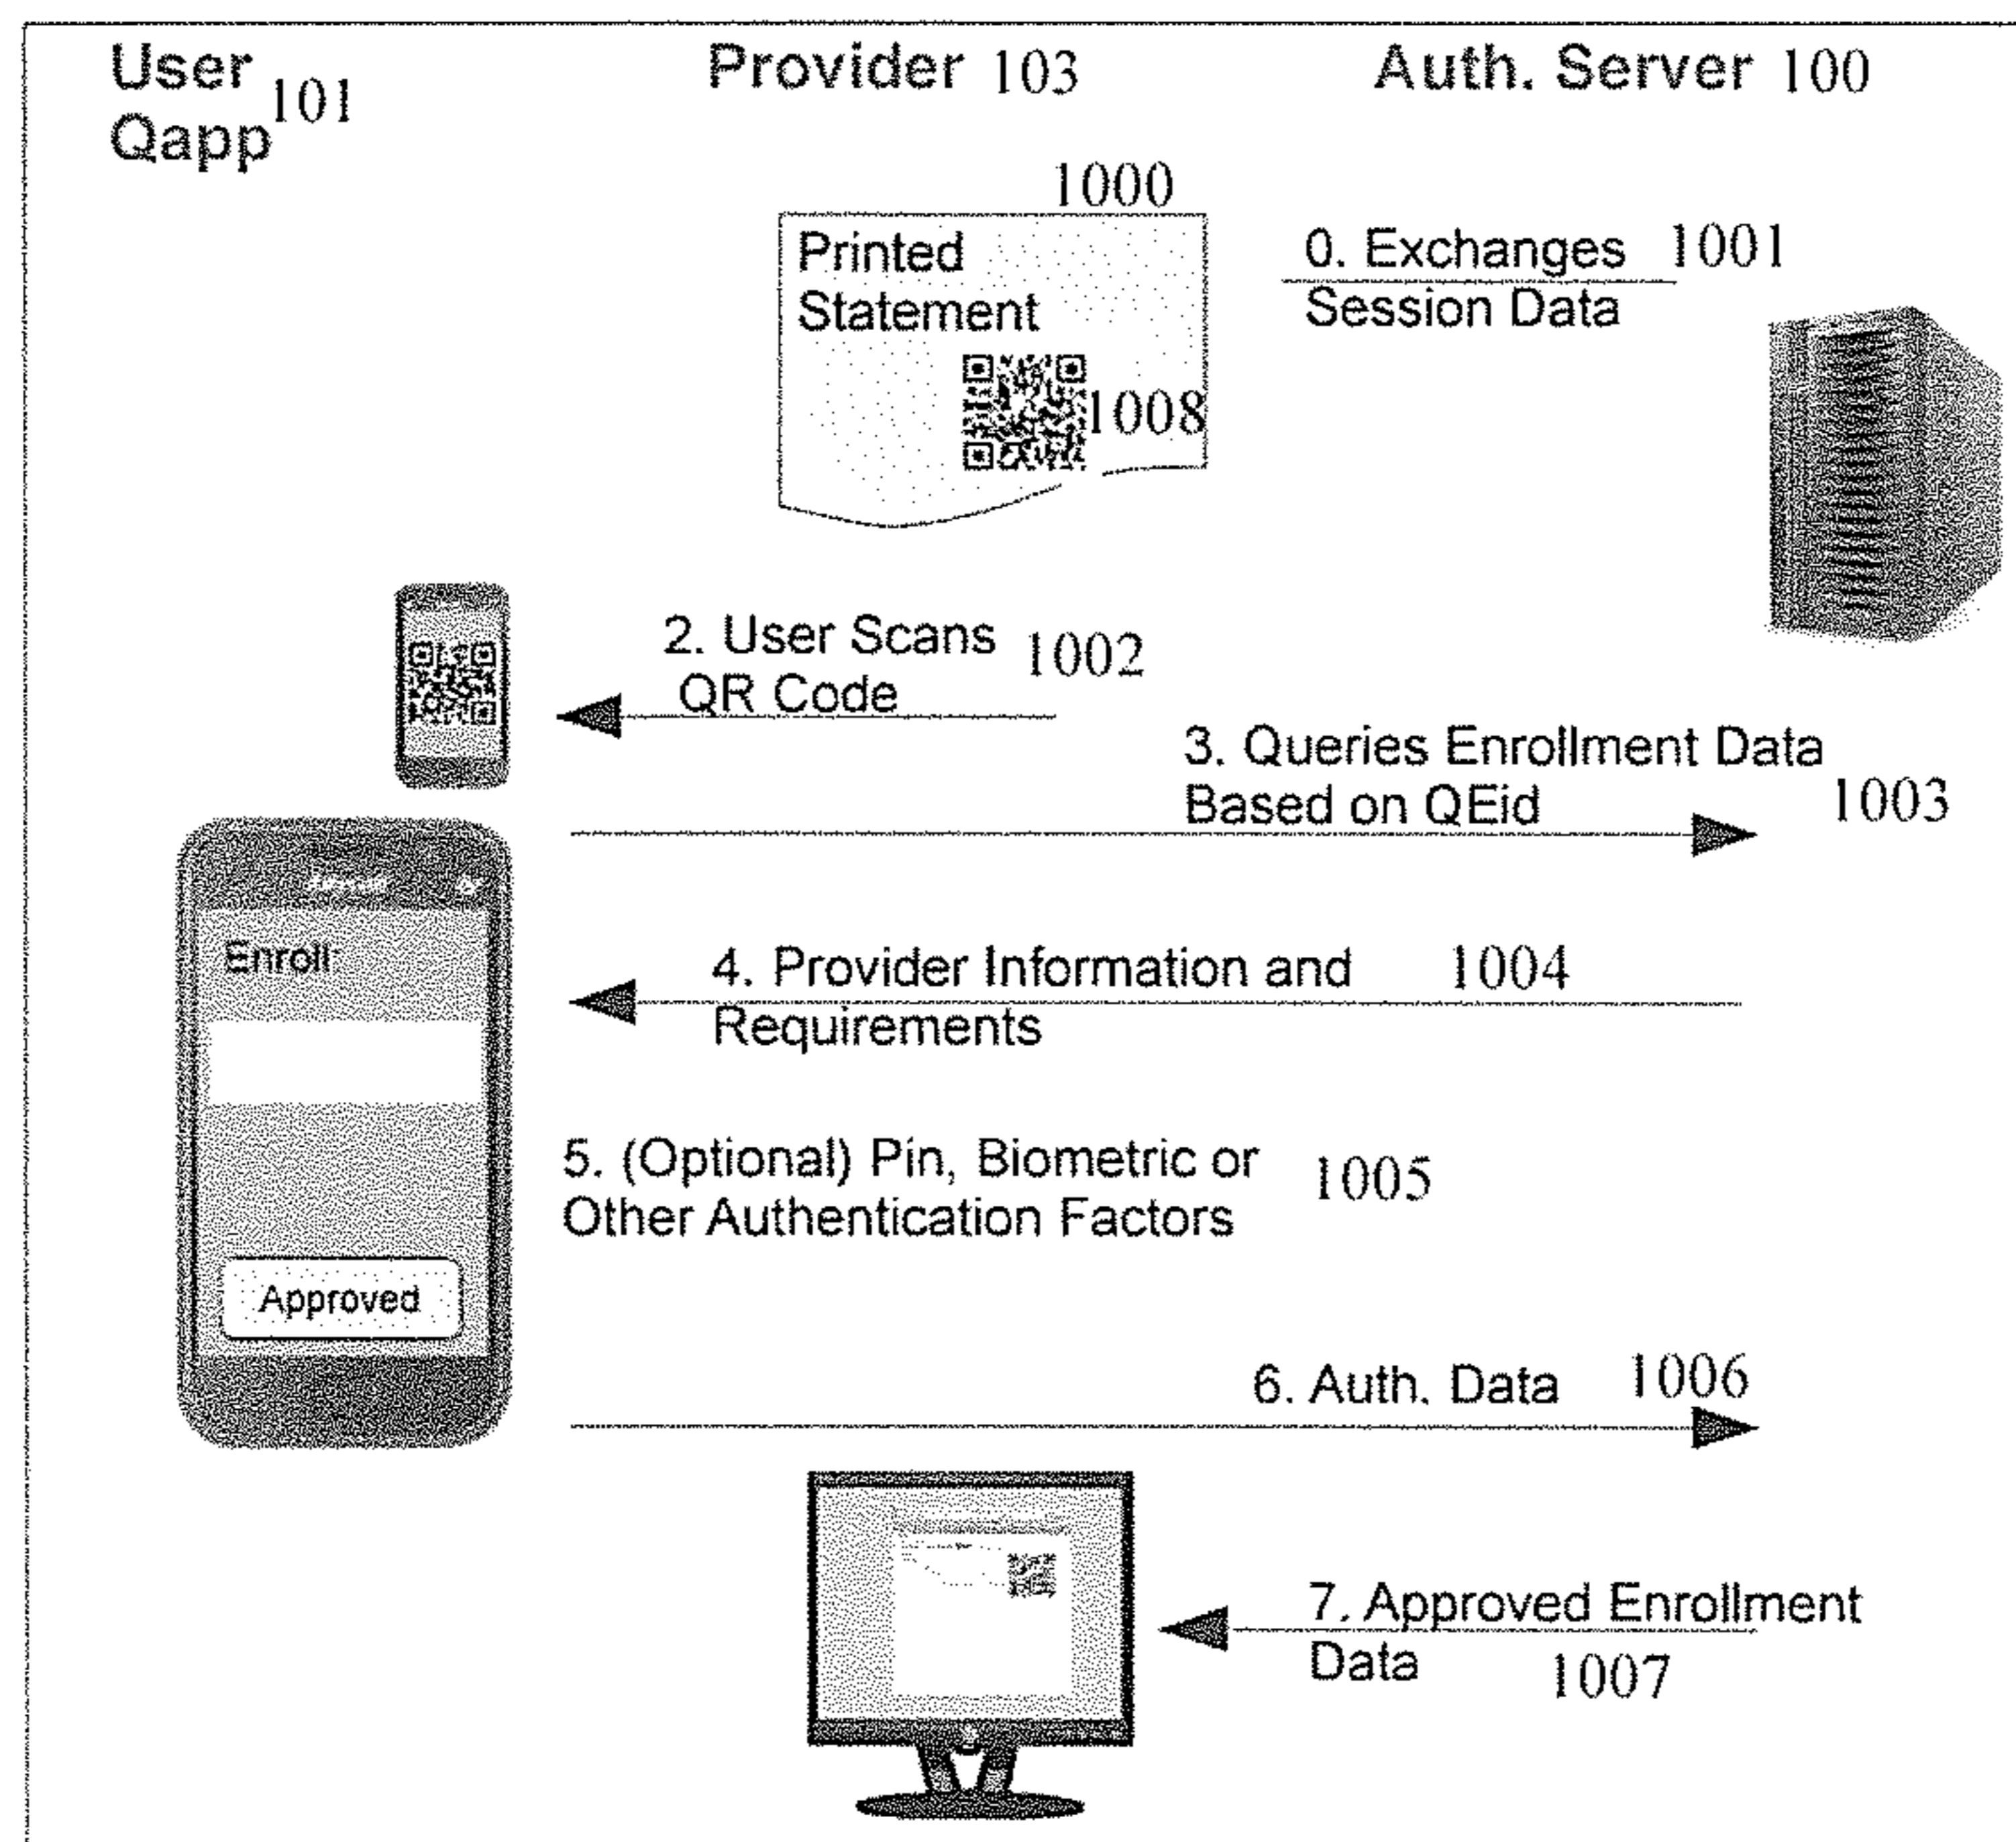 User
Qapp 101
Provider 103
Auth. Server 100
1000
Printed
Statement
1008
0. Exchanges 1001
Session Data
2. User Scans 1002
QR Code
3. Queries Enrollment Data
Based on QEid 1003
Enroll:
4. Provider Information and 1004
Requirements
5. (Optional) Pin, Biometric or 1005
Other Authentication Factors
Approved
6. Auth. Data 1006
7. Approved Enrollment
Data 1007